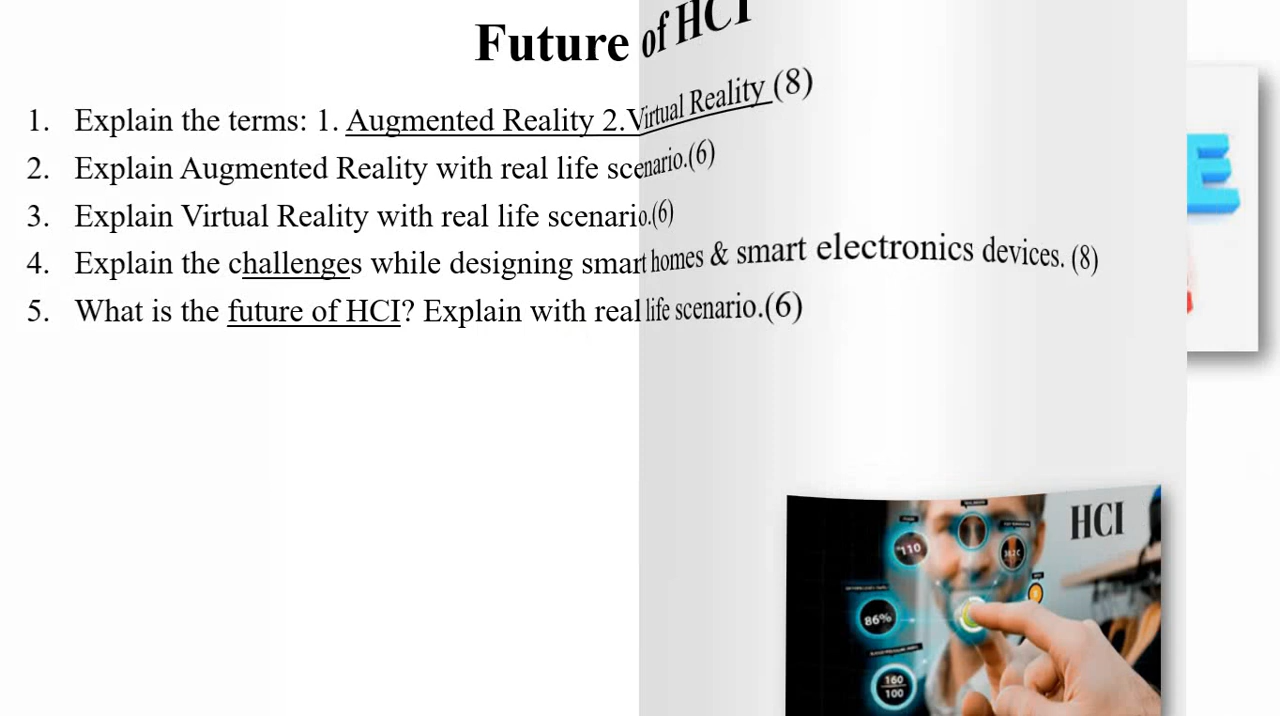 Future of HCI
1. Explain the terms: 1. Augmented Reality 2.Virtual Reality (8)
2. Explain Augmented Reality with real life scenario.(6)
3. Explain Virtual Reality with real life scenario.(6)
4. Explain the challenges while designing smart homes & smart electronics devices. (8)
5. What is the future of HCI? Explain with real life scenario.(6)
E
HCI
110
86%
160
100